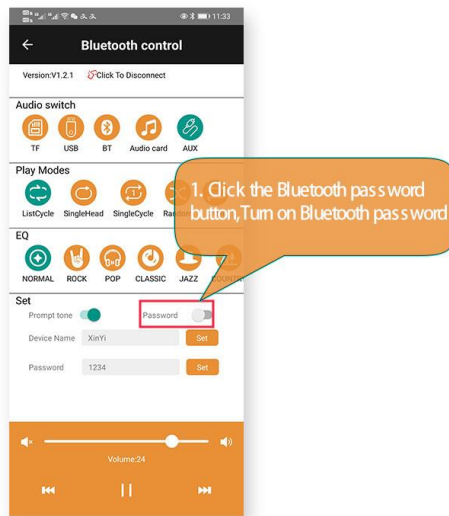 11:33
Bluetooth control
Version:V1.2.1 Click To Disconnect
Audio switch
TF USB BT Audio card AUX
Play Modes
ListCycle SingleHead SingleCycle
1. Click the Bluetooth password
button,Turn on Bluetooth password
EQ
NORMAL ROCK POP CLASSIC JAZZ
Set
Prompt tone Password
Device Name XinYi Set
Password 1234 Set
Volume:24